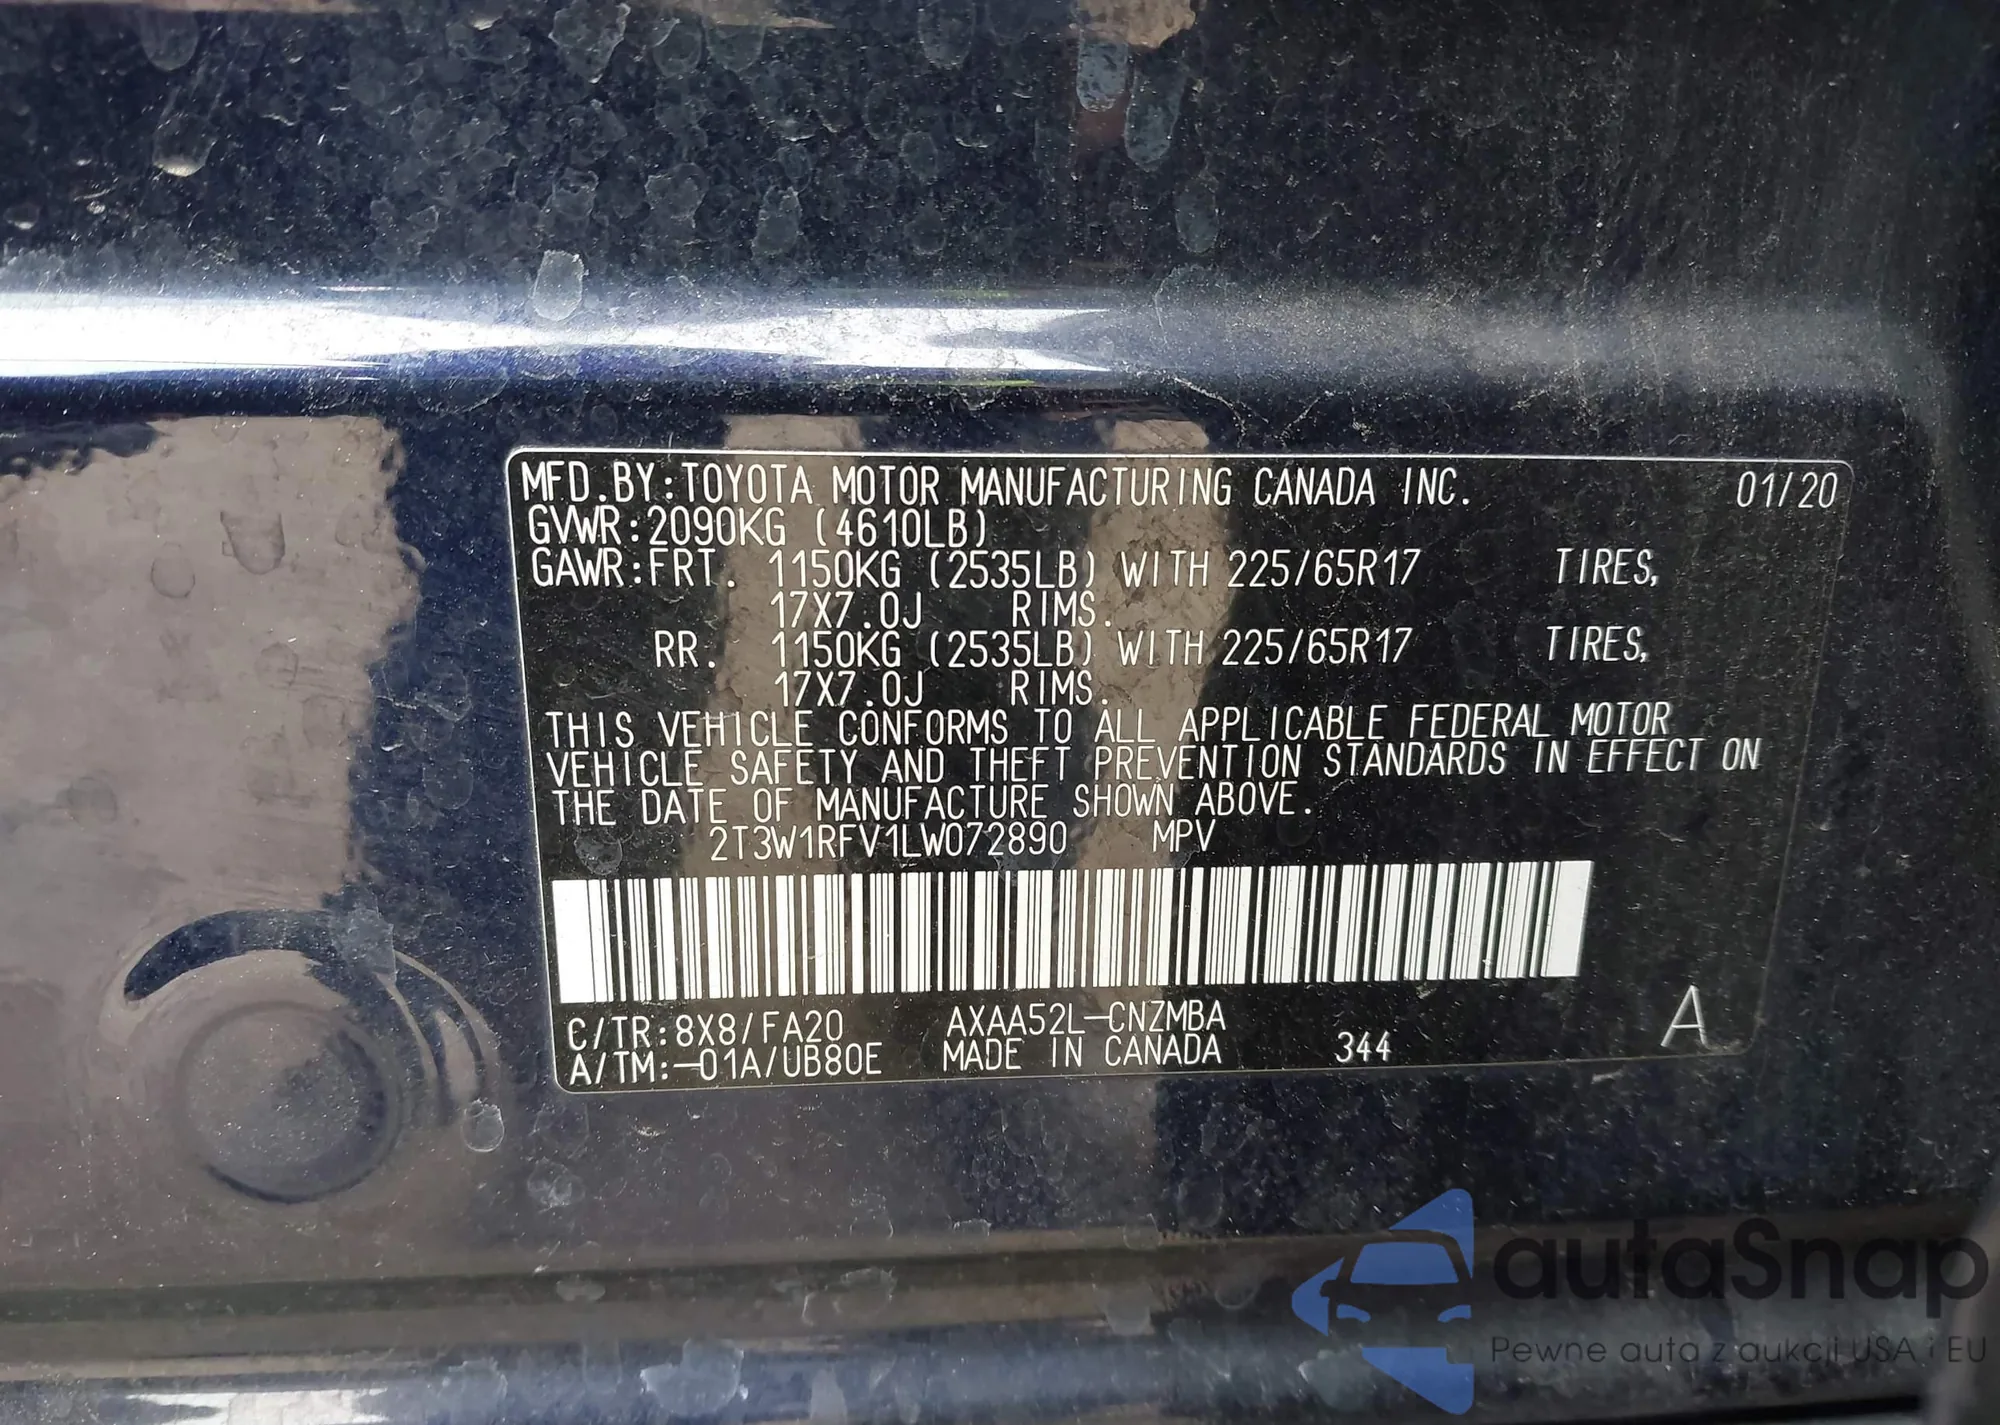 MFD.BY:TOYOTA MOTOR MANUFACTURING CANADA INC. 01/20
GVWR:2090KG (4610LB)
GAWR:FRT. 1150KG (2535LB) WITH 225/65R17 TIRES,
17X7.0J RIMS.
RR. 1150KG (2535LB) WITH 225/65R17 TIRES,
17X7.0J RIMS.
THIS VEHICLE CONFORMS TO ALL APPLICABLE FEDERAL MOTOR
VEHICLE SAFETY AND THEFT PREVENTION STANDARDS IN EFFECT ON
THE DATE OF MANUFACTURE SHOWN ABOVE.
2T3W1RFV1LW072890 MPV
C/TR:8X8/FA20 AXAA52L-CNZMBA
A/TM:-01A/UB80E MADE IN CANADA 344 A
autaSnap
Pewne auta z aukcji USA i EU